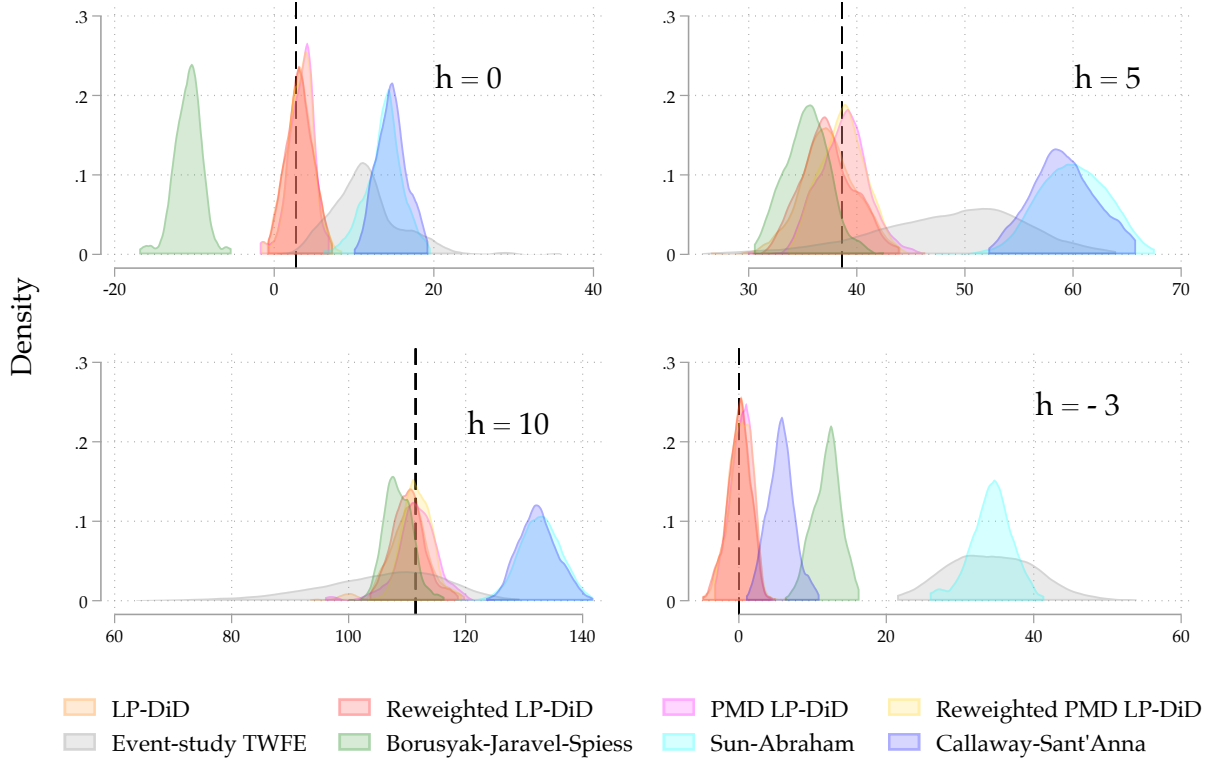 .3
.2
.1
0
h = 0
-20 0 20 40
.3
.2
.1
0
h = 5
30 40 50 60 70
Density
.3
.2
.1
0
h = 10
60 80 100 120 140
.3
.2
.1
0
h = - 3
0 20 40 60
LP-DiD Reweighted LP-DiD PMD LP-DiD Reweighted PMD LP-DiD
Event-study TWFE Borusyak-Jaravel-Spiess Sun-Abraham Callaway-Sant'Anna